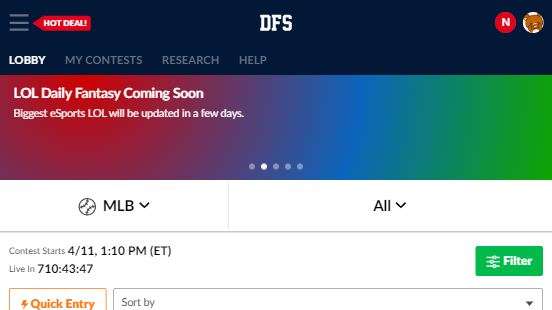 HOT DEAL!
DFS
N
LOBBY MY CONTESTS RESEARCH HELP
LOL Daily Fantasy Coming Soon
Biggest eSports LOL will be updated in a few days.
MLB All
Contest Starts 4/11, 1:10 PM (ET)
Live In 710:43:47
Filter
Quick Entry Sort by